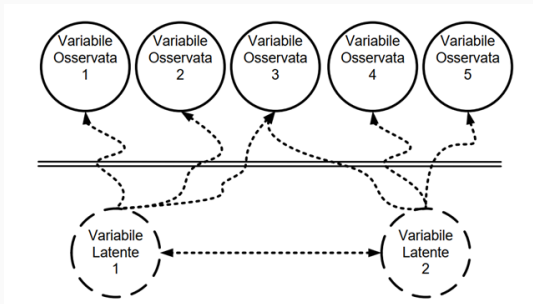 Variabile
Osservata
1
Variabile
Osservata
2
Variabile
Osservata
3
Variabile
Osservata
4
Variabile
Osservata
5
Variabile
Latente
1
Variabile
Latente
2